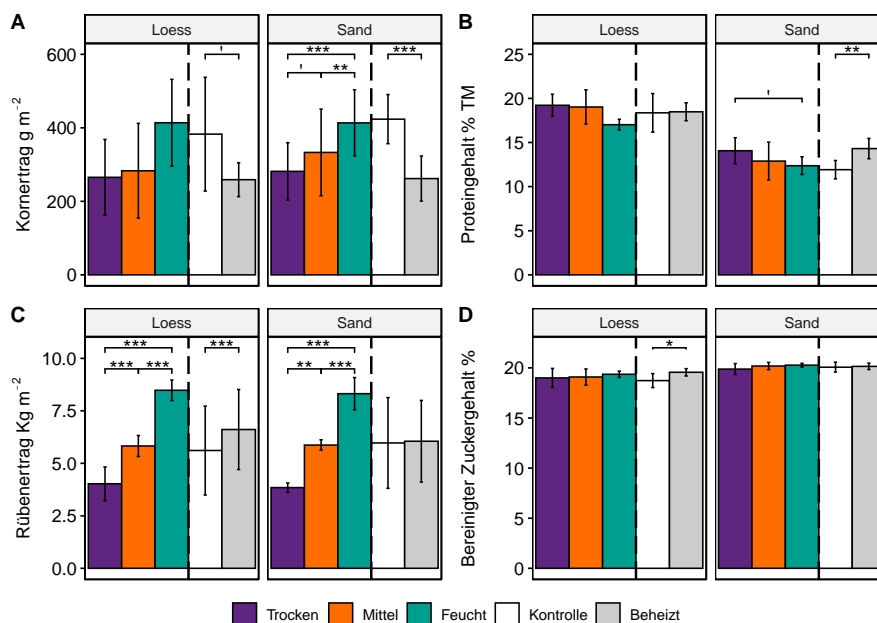 A
Loess
Sand
Kornertrag g m⁻²
600
400
200
0
'
***
'
**
***
B
Loess
Sand
Proteingehalt % TM
25
20
15
10
5
0
'
**
C
Loess
Sand
Rübenertrag Kg m⁻²
10.0
7.5
5.0
2.5
0.0
***
***
***
***
***
**
***
D
Loess
Sand
Bereinigter Zuckergehalt %
20
15
10
5
0
*
Trocken Mittel Feucht Kontrolle Beheizt